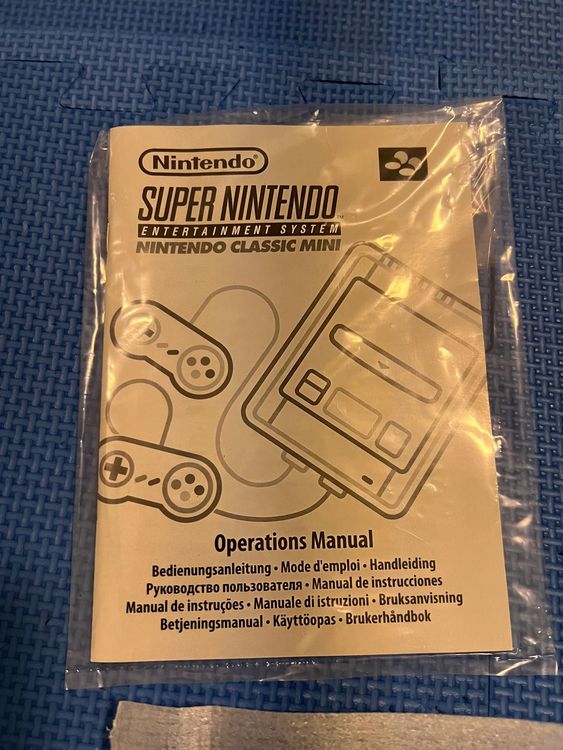 Nintendo®
SUPER NINTENDO™
ENTERTAINMENT SYSTEM
NINTENDO CLASSIC MINI
Operations Manual
Bedienungsanleitung • Mode d'emploi • Handleiding
Руководство пользователя • Manual de instrucciones
Manual de instruções • Manuale di istruzioni • Bruksanvisning
Betjeningsmanual • Käyttöopas • Brukerhåndbok